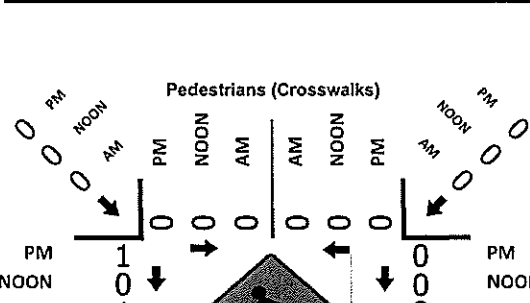 Pedestrians (Crosswalks)
0 PM
0 NOON
0 AM
PM 0
NOON 0
AM 0
PM NOON AM AM NOON PM
0 0 0 0 0 0
PM 1 0 PM
NOON 0 0